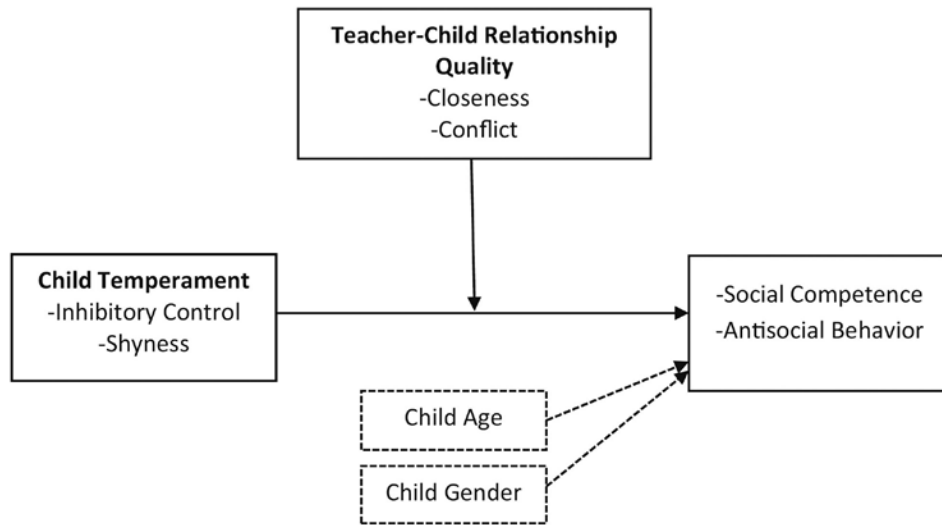 Teacher-Child Relationship
Quality
-Closeness
-Conflict
Child Temperament
-Inhibitory Control
-Shyness
-Social Competence
-Antisocial Behavior
Child Age
Child Gender